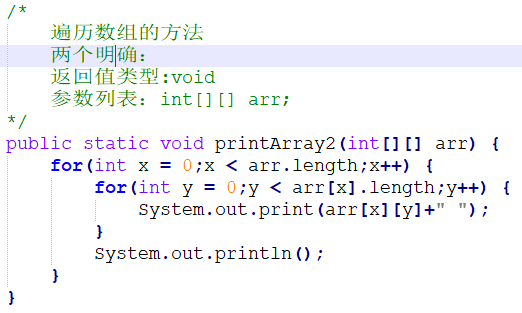 /*
    遍历数组的方法
    两个明确：
    返回值类型:void
    参数列表：int[][] arr;
*/
public static void printArray2(int[][] arr) {
    for(int x = 0;x < arr.length;x++) {
        for(int y = 0;y < arr[x].length;y++) {
            System.out.print(arr[x][y]+" ");
        }
        System.out.println();
    }
}